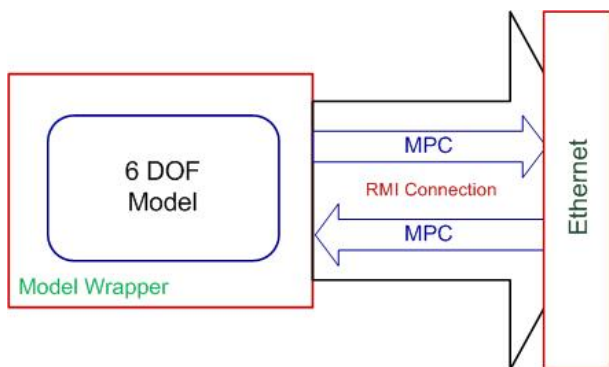 6 DOF
Model
Model Wrapper
MPC
RMI Connection
MPC
Ethernet